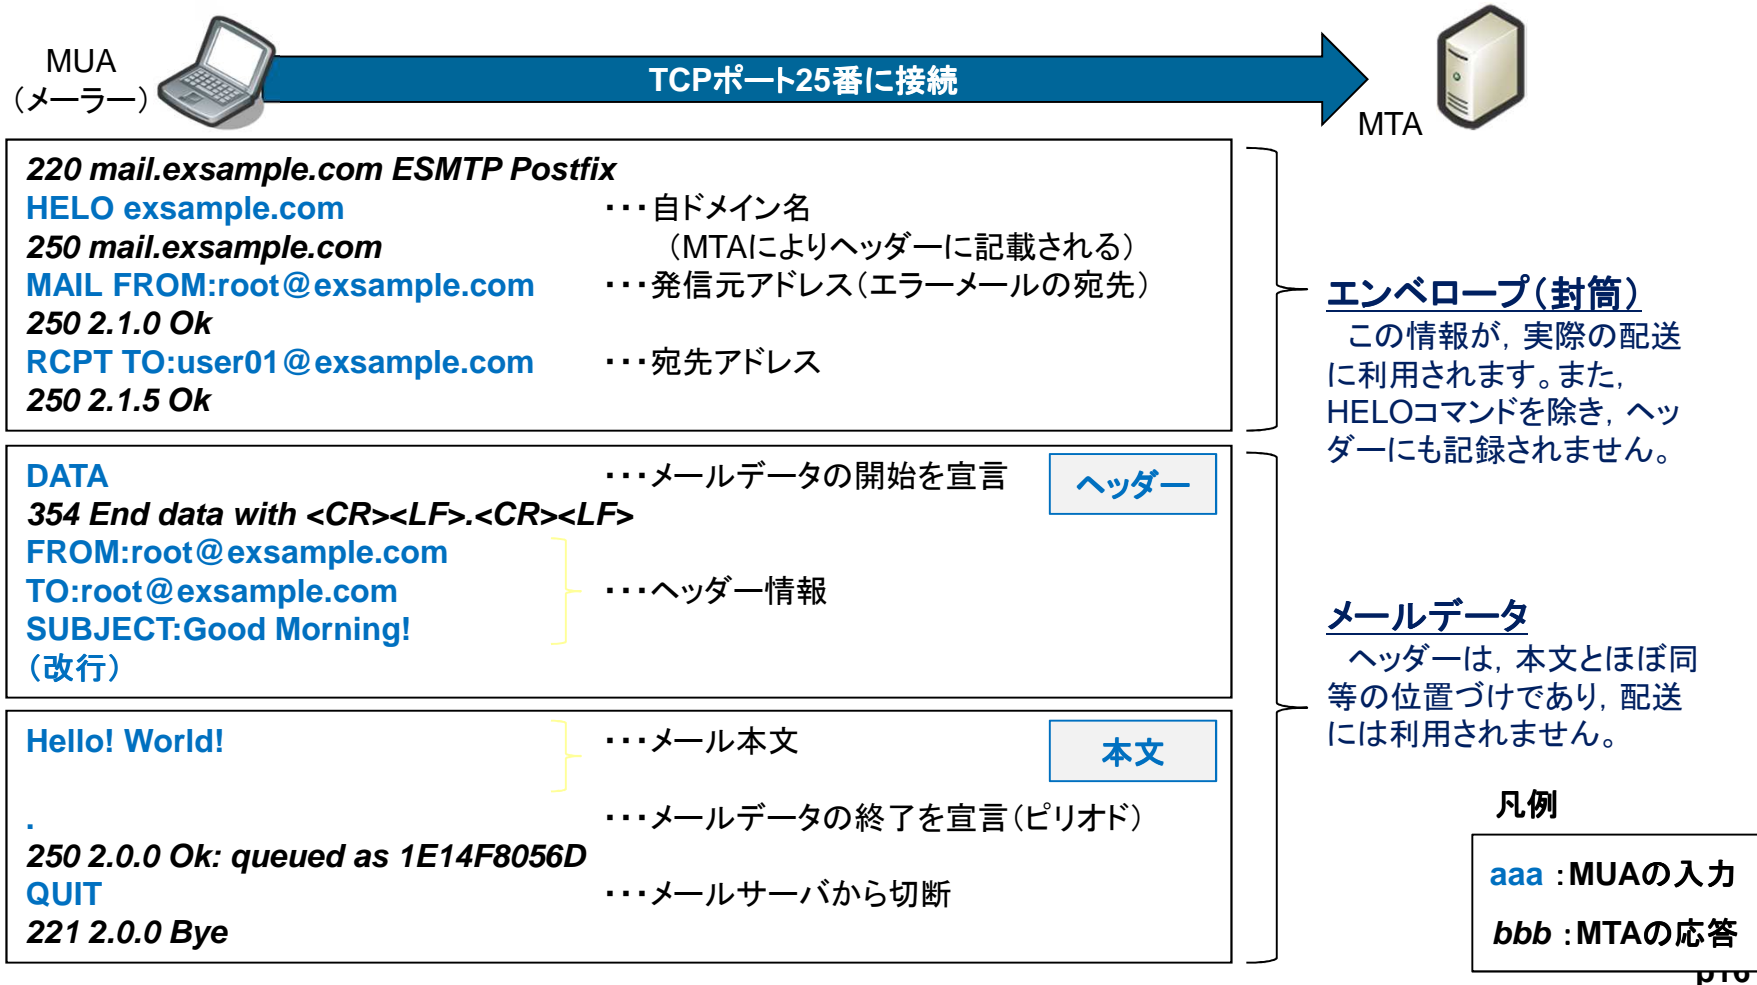 MUA
（メーラー）
TCPポート25番に接続
MTA
220 mail.exsample.com ESMTP Postfix
HELO exsample.com ・・・自ドメイン名
250 mail.exsample.com （MTAによりヘッダーに記載される）
MAIL FROM:root＠exsample.com ・・・発信元アドレス（エラーメールの宛先）
250 2.1.0 Ok
RCPT TO:user01＠exsample.com ・・・宛先アドレス
250 2.1.5 Ok
エンベロープ（封筒）
この情報が，実際の配送
に利用されます。また，
HELOコマンドを除き，ヘッ
ダーにも記録されません。
DATA ・・・メールデータの開始を宣言 ヘッダー
354 End data with <CR><LF>.<CR><LF>
FROM:root＠exsample.com
TO:root＠exsample.com ・・・ヘッダー情報
SUBJECT:Good Morning!
（改行）
メールデータ
ヘッダーは，本文とほぼ同
等の位置づけであり，配送
には利用されません。
Hello! World! ・・・メール本文 本文
. ・・・メールデータの終了を宣言（ピリオド）
250 2.0.0 Ok: queued as 1E14F8056D
QUIT ・・・メールサーバから切断
221 2.0.0 Bye
凡例
aaa ：MUAの入力
bbb ：MTAの応答
p16